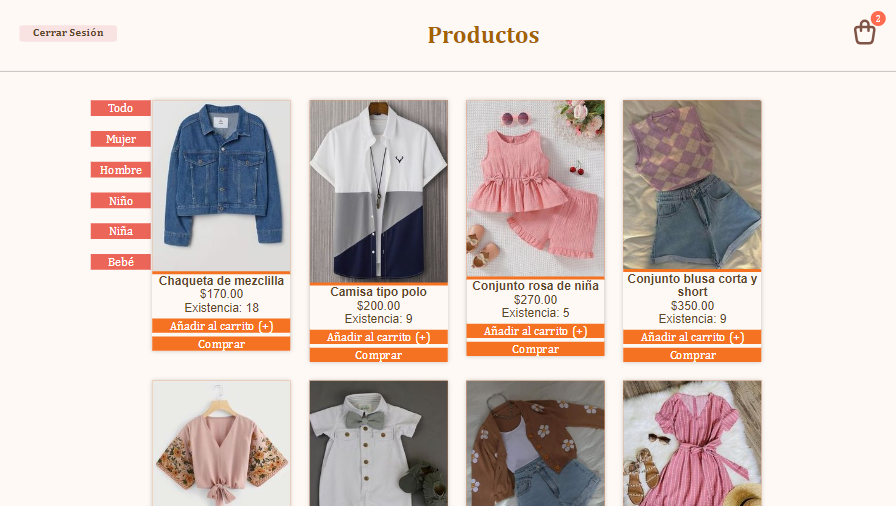 Cerrar Sesión
Productos
2
Todo
Mujer
Hombre
Niño
Niña
Bebé
Chaqueta de mezclilla
$170.00
Existencia: 18
Añadir al carrito (+)
Comprar
Camisa tipo polo
$200.00
Existencia: 9
Añadir al carrito (+)
Comprar
Conjunto rosa de niña
$270.00
Existencia: 5
Añadir al carrito (+)
Comprar
Conjunto blusa corta y
short
$350.00
Existencia: 9
Añadir al carrito (+)
Comprar